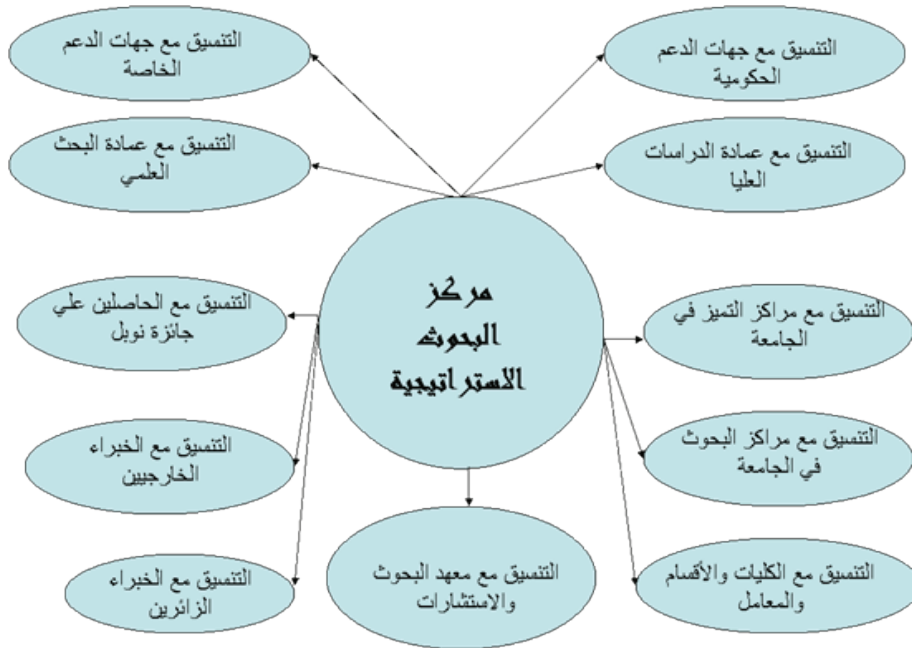 التنسيق مع جهات الدعم
الحكومية
التنسيق مع جهات الدعم
الخاصة
التنسيق مع عمادة الدراسات
العليا
التنسيق مع عمادة البحث
العلمي
مركز
البحوث
الاستراتيجية
التنسيق مع مراكز التميز في
الجامعة
التنسيق مع الحاصلين علي
جائزة نوبل
التنسيق مع مراكز البحوث
في الجامعة
التنسيق مع الخبراء
الخارجيين
التنسيق مع الكليات والأقسام
والمعامل
التنسيق مع معهد البحوث
والاستشارات
التنسيق مع الخبراء
الزائرين